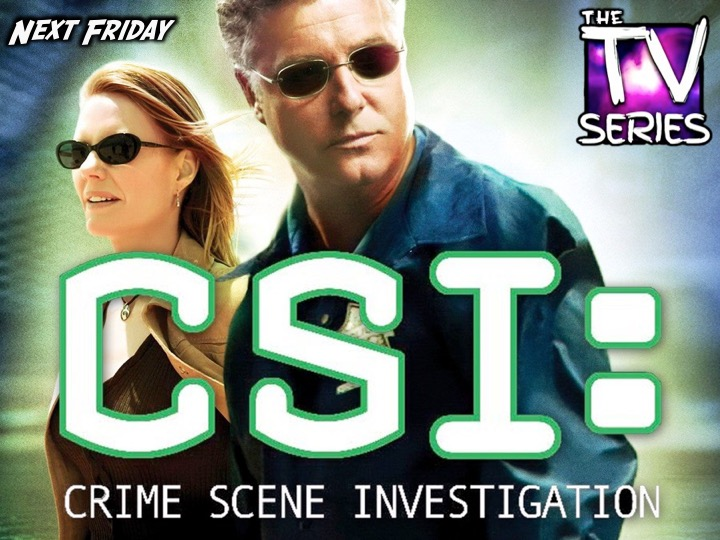 NEXT FRIDAY
THE
TV
SERIES
CSI:
CRIME SCENE INVESTIGATION